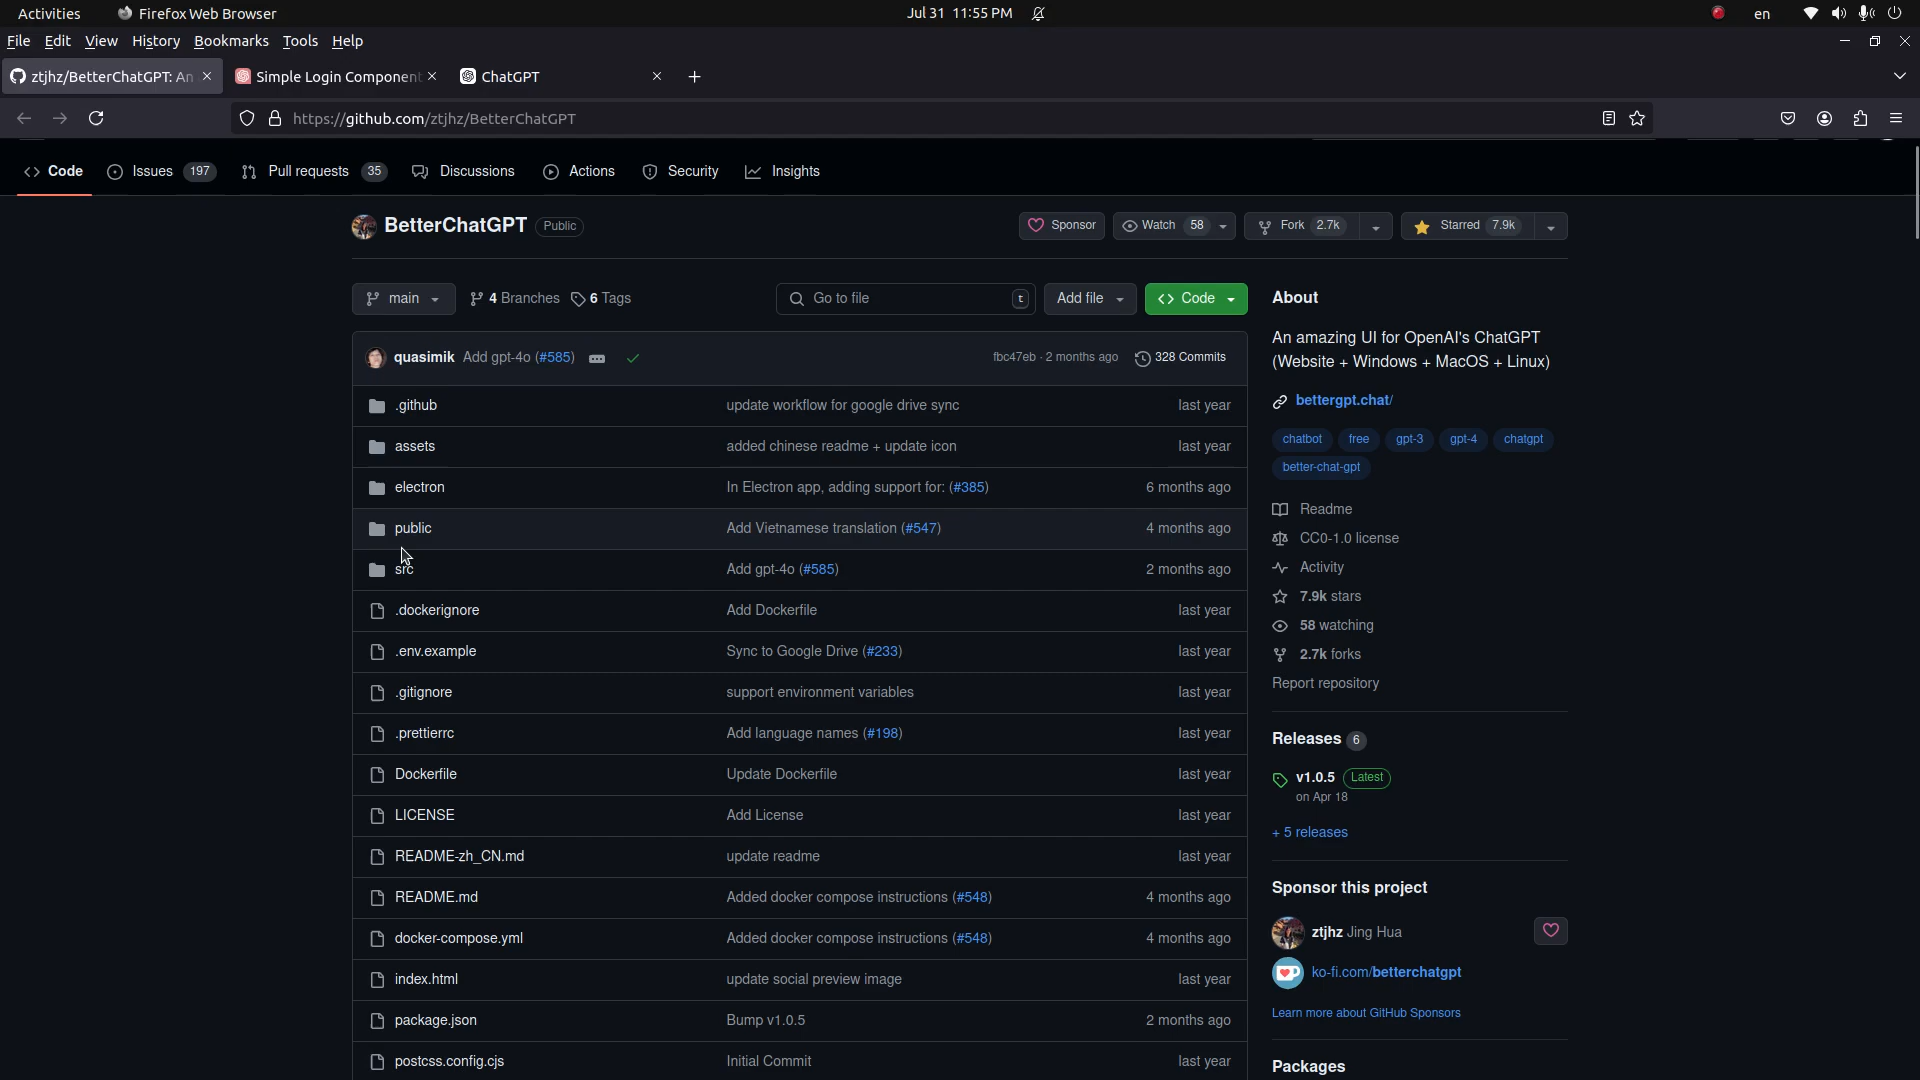 Activities Firefox Web Browser Jul 31 11:55 PM en
File Edit View History Bookmarks Tools Help
ztjhz/BetterChatGPT: An Simple Login Component ChatGPT
https://github.com/ztjhz/BetterChatGPT
Code Issues 197 Pull requests 35 Discussions Actions Security Insights
BetterChatGPT Public Sponsor Watch 58 Fork 2.7k Starred 7.9k
main 4 Branches 6 Tags Go to file t Add file Code
quasimik Add gpt-4o (#585) fbc47eb · 2 months ago 328 Commits
.github update workflow for google drive sync last year
assets added chinese readme + update icon last year
electron In Electron app, adding support for: (#385) 6 months ago
public Add Vietnamese translation (#547) 4 months ago
src Add gpt-4o (#585) 2 months ago
.dockerignore Add Dockerfile last year
.env.example Sync to Google Drive (#233) last year
.gitignore support environment variables last year
.prettierrc Add language names (#198) last year
Dockerfile Update Dockerfile last year
LICENSE Add License last year
README-zh_CN.md update readme last year
README.md Added docker compose instructions (#548) 4 months ago
docker-compose.yml Added docker compose instructions (#548) 4 months ago
index.html update social preview image last year
package.json Bump v1.0.5 2 months ago
postcss.config.cjs Initial Commit last year
About
An amazing UI for OpenAI's ChatGPT
(Website + Windows + MacOS + Linux)
bettergpt.chat/
chatbot free gpt-3 gpt-4 chatgpt
better-chat-gpt
Readme
CC0-1.0 license
Activity
7.9k stars
58 watching
2.7k forks
Report repository
Releases 6
v1.0.5 Latest
on Apr 18
+ 5 releases
Sponsor this project
ztjhz Jing Hua
ko-fi.com/betterchatgpt
Learn more about GitHub Sponsors
Packages